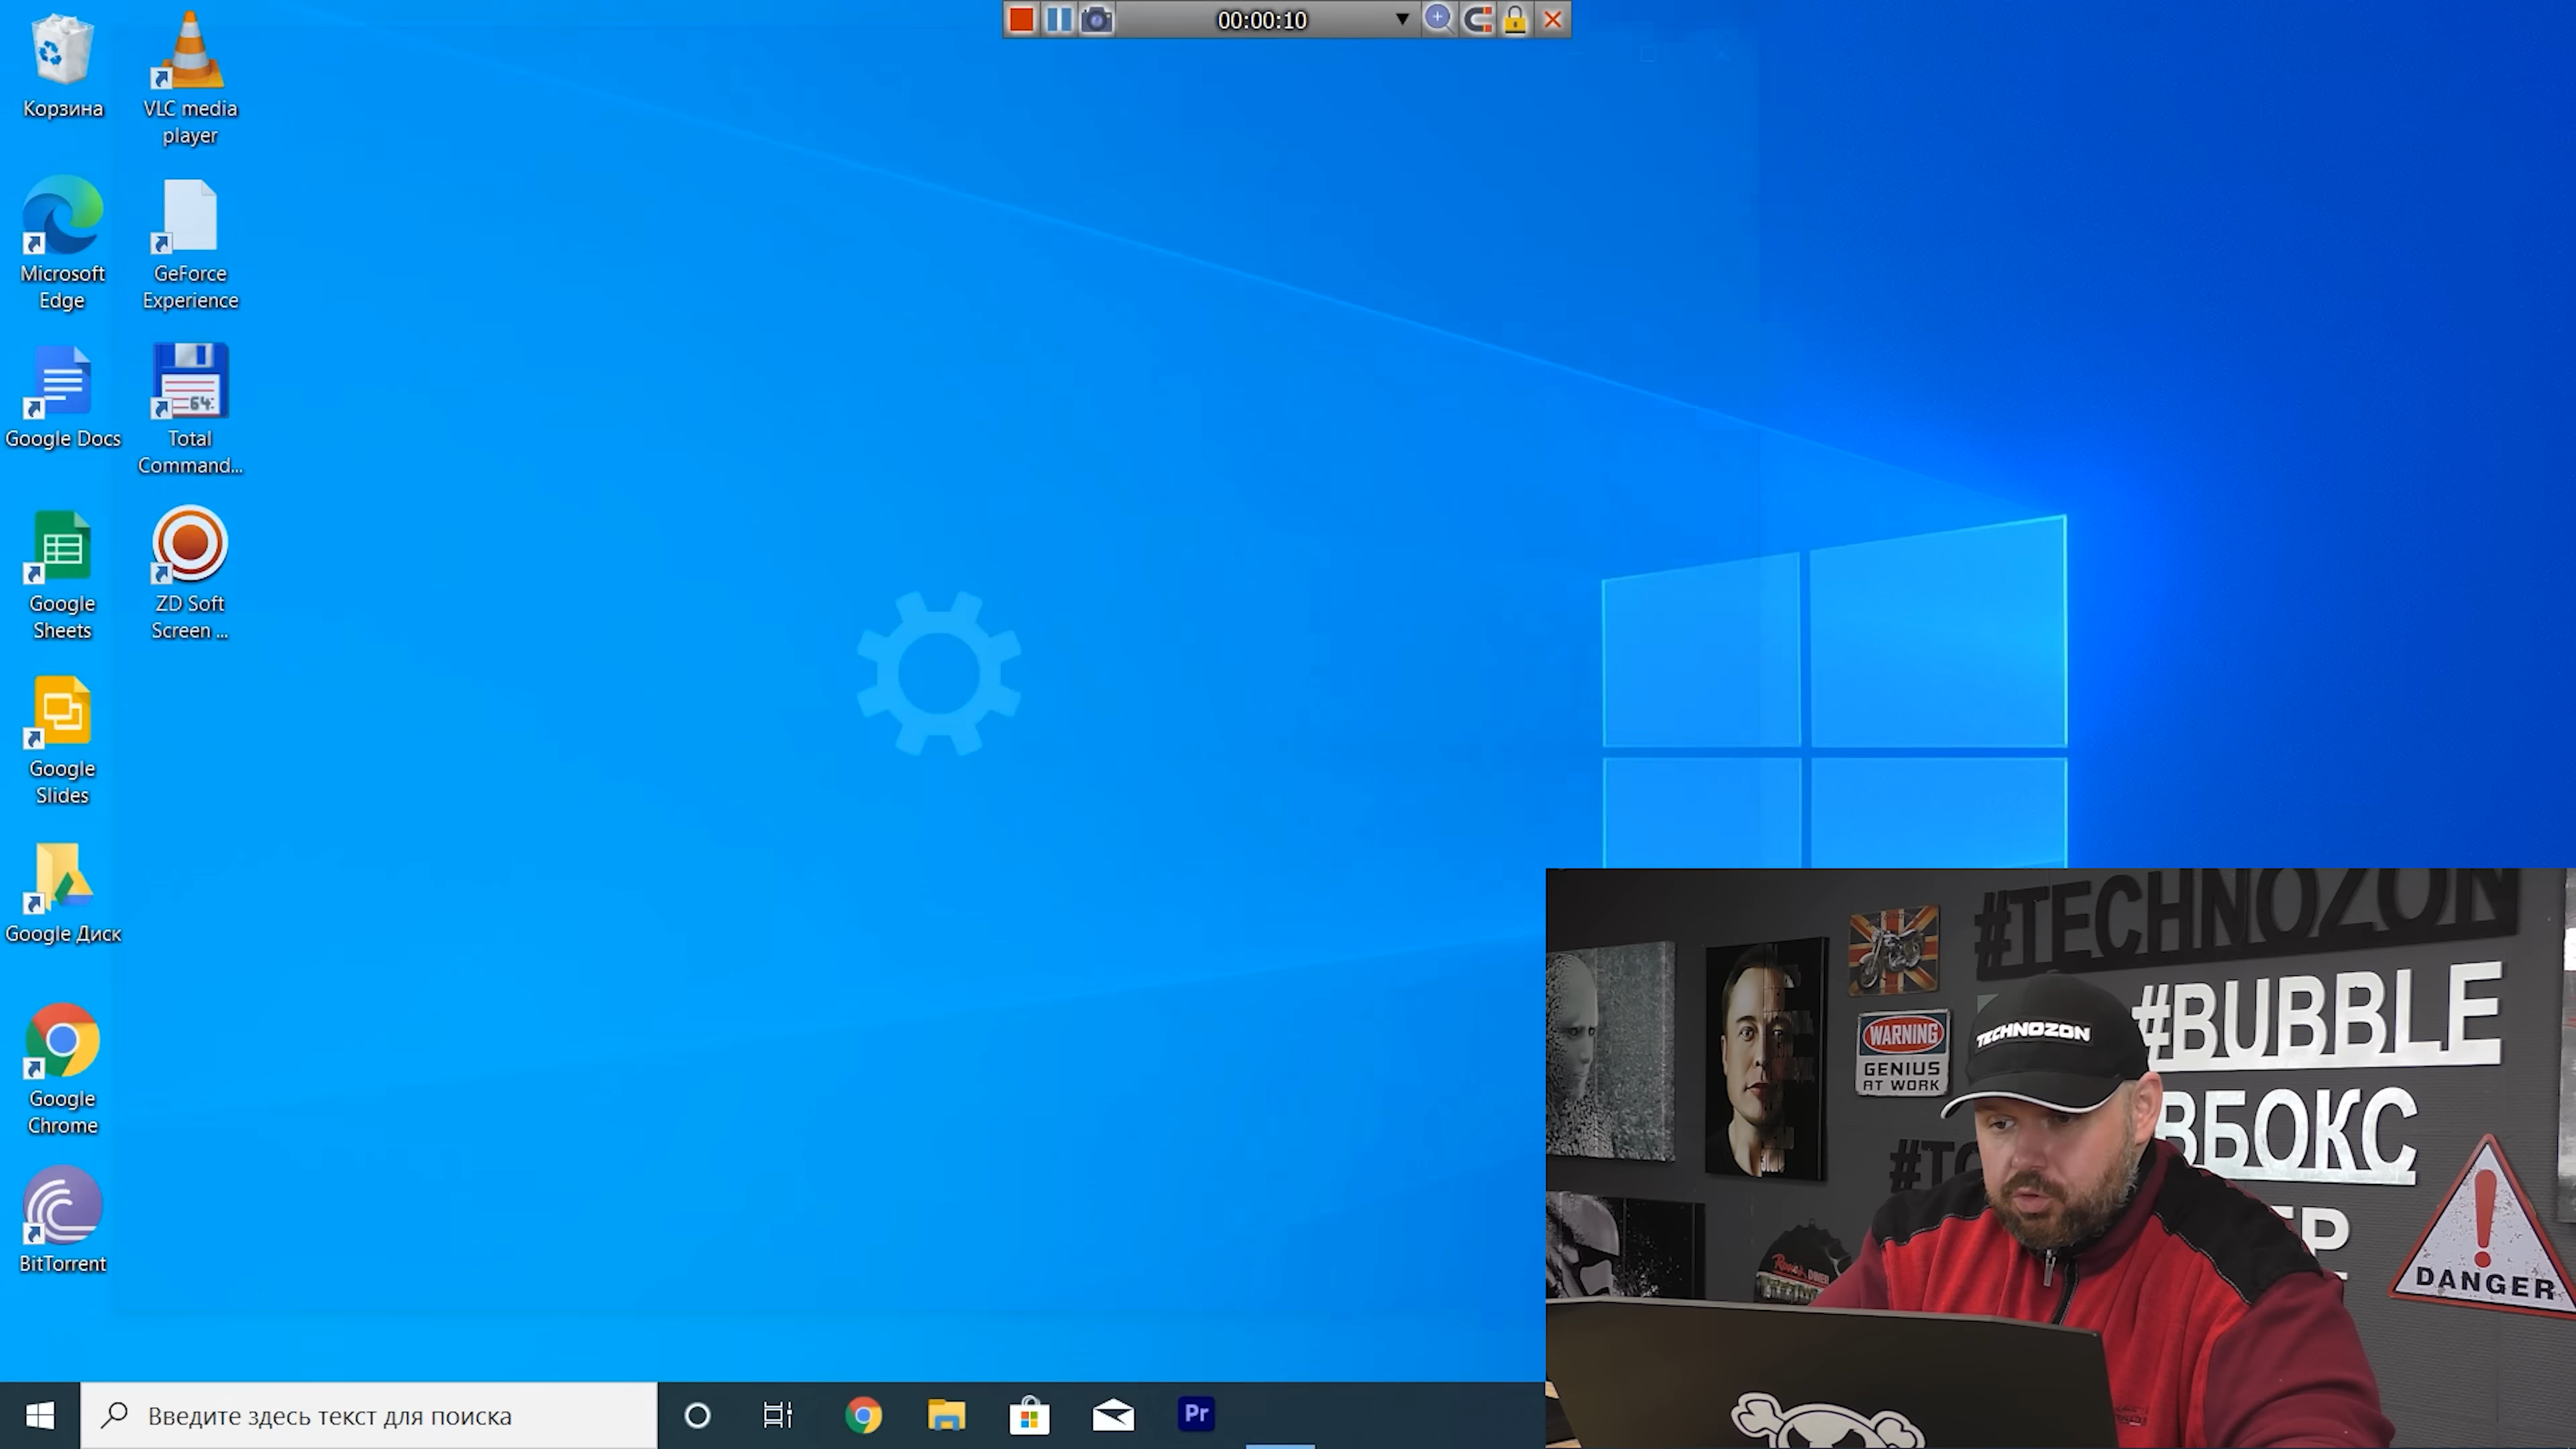 00:00:10
Корзина
VLC media
player
Microsoft
Edge
GeForce
Experience
Google Docs
Total
Command...
64
Google
Sheets
ZD Soft
Screen ...
Google
Slides
Google Диск
Google
Chrome
BitTorrent
Введите здесь текст для поиска
Pr
#TECHNOZON
#BUBBLE
ВБОКС
WARNING
GENIUS
AT WORK
TECHNOZON
DANGER